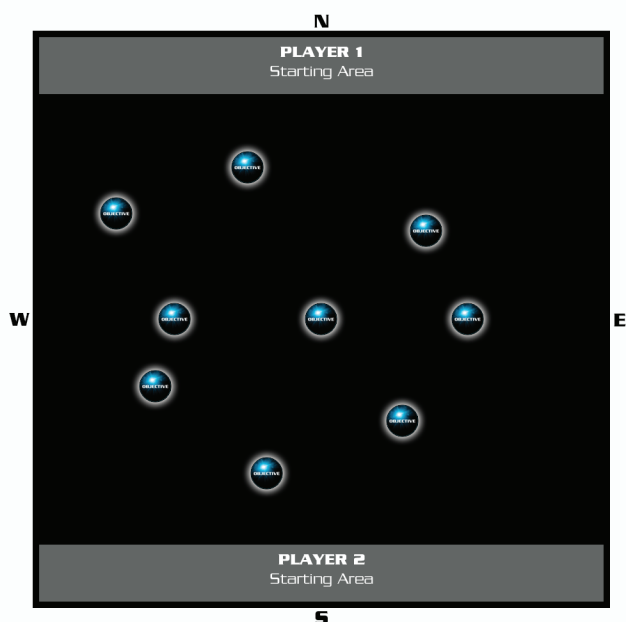 N
PLAYER 1
Starting Area
OBJECTIVE
OBJECTIVE
OBJECTIVE
W
OBJECTIVE
OBJECTIVE
OBJECTIVE
E
OBJECTIVE
OBJECTIVE
OBJECTIVE
PLAYER 2
Starting Area
S